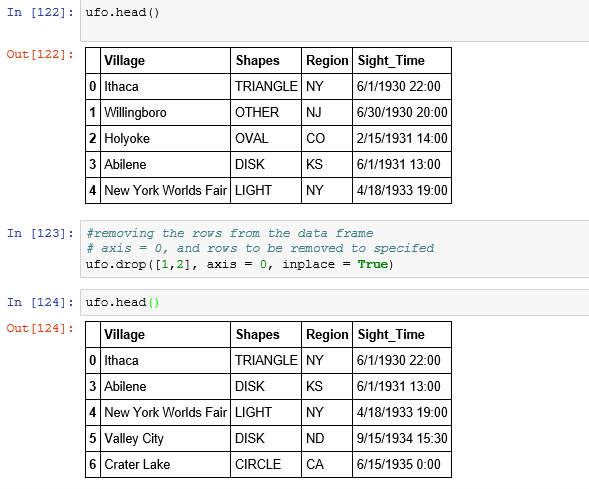 In [122]: ufo.head()
Out[122]:
Village Shapes Region Sight_Time
0 Ithaca TRIANGLE NY 6/1/1930 22:00
1 Willingboro OTHER NJ 6/30/1930 20:00
2 Holyoke OVAL CO 2/15/1931 14:00
3 Abilene DISK KS 6/1/1931 13:00
4 New York Worlds Fair LIGHT NY 4/18/1933 19:00
In [123]: #removing the rows from the data frame
# axis = 0, and rows to be removed to specifed
ufo.drop([1,2], axis = 0, inplace = True)
In [124]: ufo.head()
Out[124]:
Village Shapes Region Sight_Time
0 Ithaca TRIANGLE NY 6/1/1930 22:00
3 Abilene DISK KS 6/1/1931 13:00
4 New York Worlds Fair LIGHT NY 4/18/1933 19:00
5 Valley City DISK ND 9/15/1934 15:30
6 Crater Lake CIRCLE CA 6/15/1935 0:00